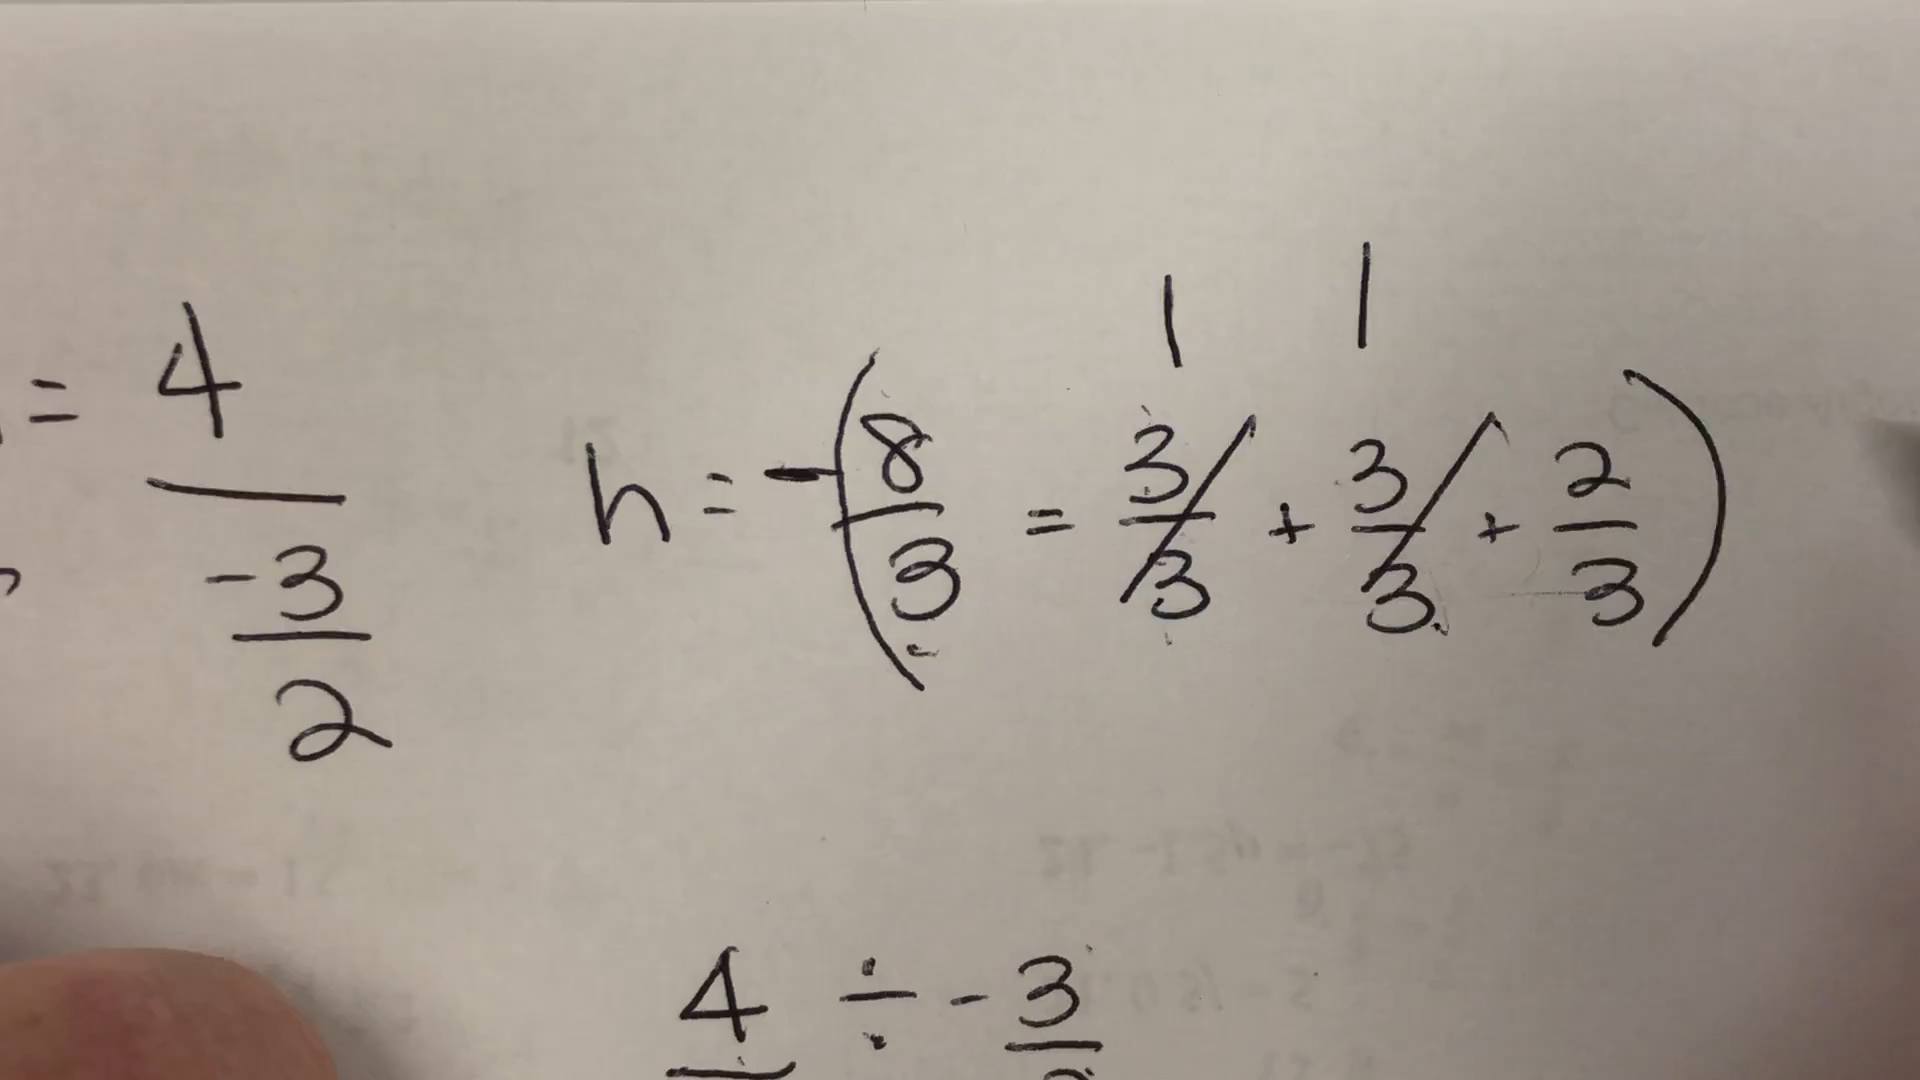 = 4/(-3/2)
1 1
h = -(8/3 = 3/3 + 3/3 + 2/3)
4 ÷ -3